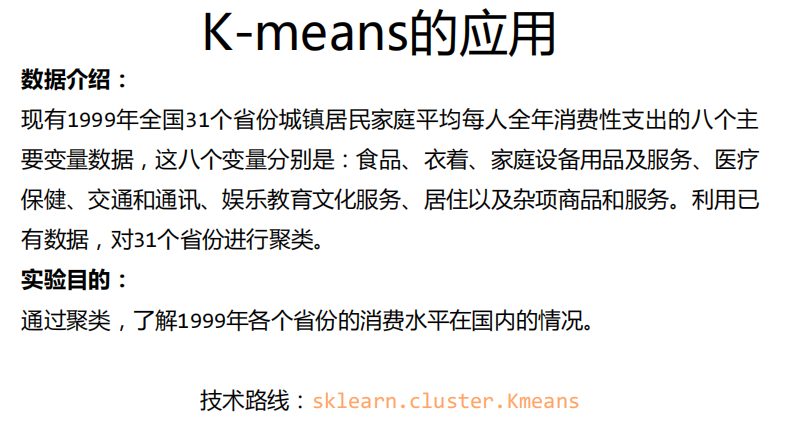 K-means的应用
数据介绍：
现有1999年全国31个省份城镇居民家庭平均每人全年消费性支出的八个主
要变量数据，这八个变量分别是：食品、衣着、家庭设备用品及服务、医疗
保健、交通和通讯、娱乐教育文化服务、居住以及杂项商品和服务。利用已
有数据，对31个省份进行聚类。
实验目的：
通过聚类，了解1999年各个省份的消费水平在国内的情况。
技术路线：sklearn.cluster.Kmeans